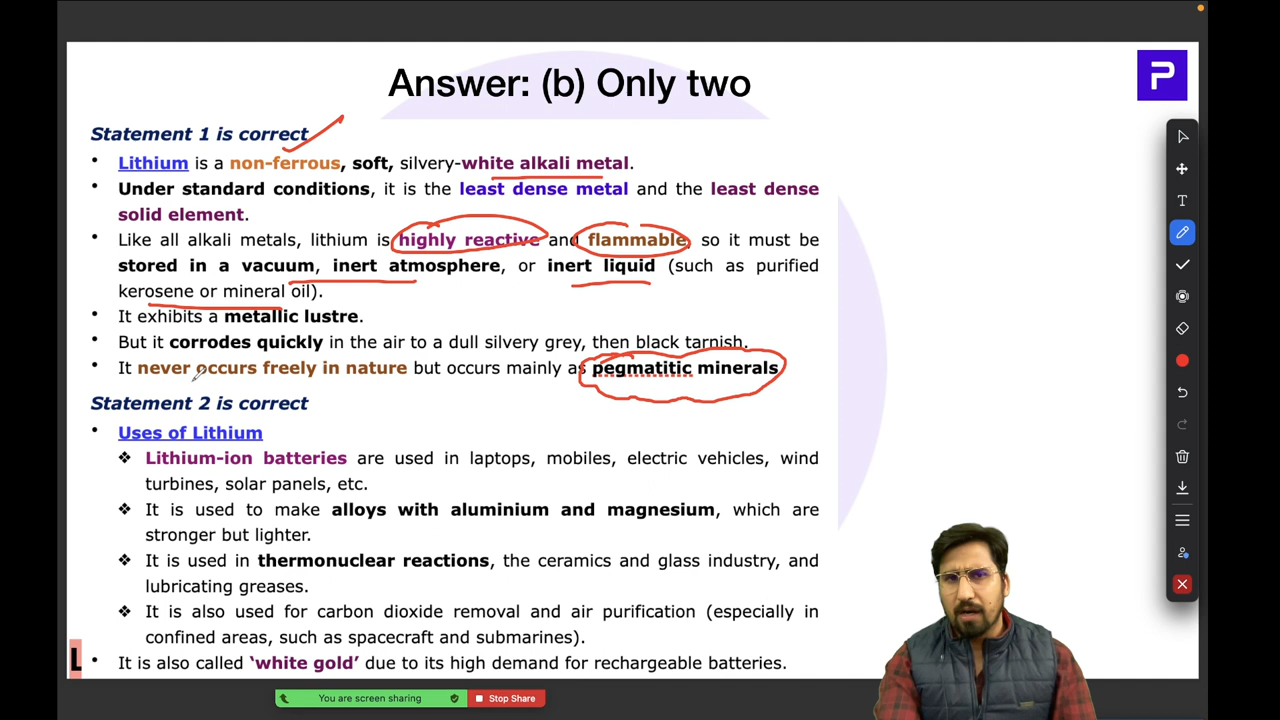 Answer: (b) Only two
P
Statement 1 is correct
• Lithium is a non-ferrous, soft, silvery-white alkali metal.
• Under standard conditions, it is the least dense metal and the least dense
solid element.
• Like all alkali metals, lithium is highly reactive and flammable, so it must be
stored in a vacuum, inert atmosphere, or inert liquid (such as purified
kerosene or mineral oil).
• It exhibits a metallic lustre.
• But it corrodes quickly in the air to a dull silvery grey, then black tarnish.
• It never occurs freely in nature but occurs mainly as pegmatitic minerals
Statement 2 is correct
• Uses of Lithium
❖ Lithium-ion batteries are used in laptops, mobiles, electric vehicles, wind
turbines, solar panels, etc.
❖ It is used to make alloys with aluminium and magnesium, which are
stronger but lighter.
❖ It is used in thermonuclear reactions, the ceramics and glass industry, and
lubricating greases.
❖ It is also used for carbon dioxide removal and air purification (especially in
confined areas, such as spacecraft and submarines).
L
• It is also called ‘white gold’ due to its high demand for rechargeable batteries.
You are screen sharing
Stop Share
T